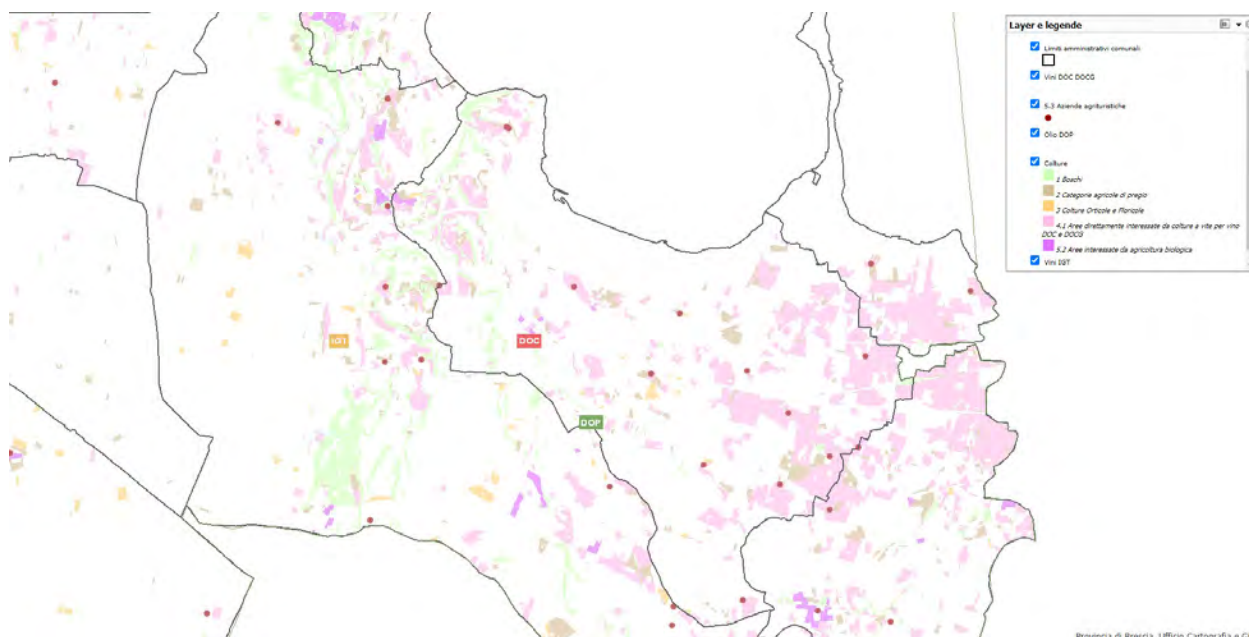 Layer e legende
Limiti amministrativi comunali
Vini DOC DOCG
5.3 Aziende agrituristiche
Olio DOP
Colture
1 Boschi
2 Categorie agricole di pregio
3 Colture Orticole e Floricole
4.1 Aree direttamente interessate da colture a vite per vino
DOC e DOCG
5.2 Aree interessate da agricoltura biologica
Vini IGT
IGT
DOC
DOP
Provincia di Brescia, Ufficio Cartografia e